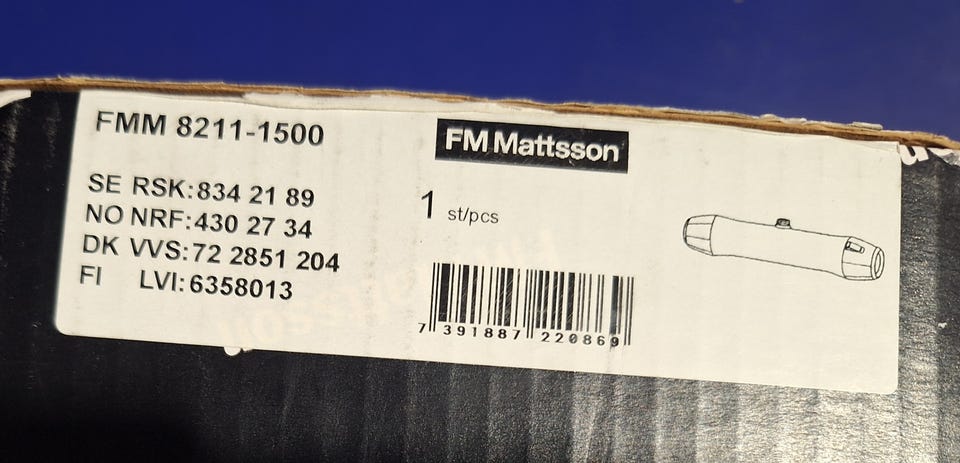 FMM 8211-1500
SE RSK:834 21 89
NO NRF:430 27 34
DK VVS:72 2851 204
FI LVI:6358013
FM Mattsson
1 st/pcs
7 391887 220869